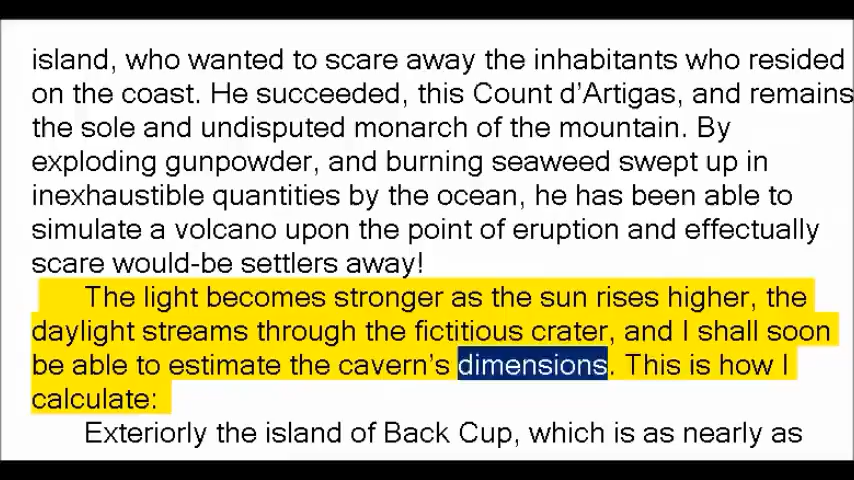 island, who wanted to scare away the inhabitants who resided
on the coast. He succeeded, this Count d’Artigas, and remains
the sole and undisputed monarch of the mountain. By
exploding gunpowder, and burning seaweed swept up in
inexhaustible quantities by the ocean, he has been able to
simulate a volcano upon the point of eruption and effectually
scare would-be settlers away!
The light becomes stronger as the sun rises higher, the
daylight streams through the fictitious crater, and I shall soon
be able to estimate the cavern’s dimensions. This is how I
calculate:
Exteriorly the island of Back Cup, which is as nearly as